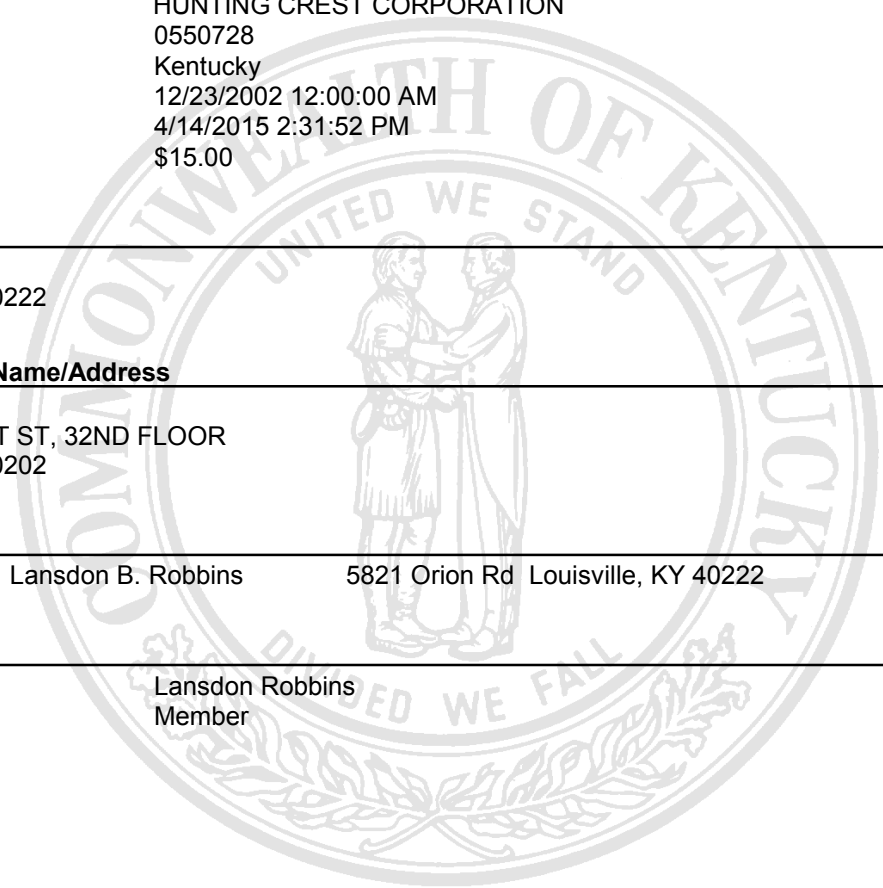 HUNTING CREST CORPORATION
0550728
Kentucky
12/23/2002 12:00:00 AM
4/14/2015 2:31:52 PM
$15.00
COMMONWEALTH OF KENTUCKY
UNITED WE STAND
0222
Name/Address
T ST, 32ND FLOOR
0202
Lansdon B. Robbins 5821 Orion Rd Louisville, KY 40222
Lansdon Robbins
Member
DIVIDED WE FALL